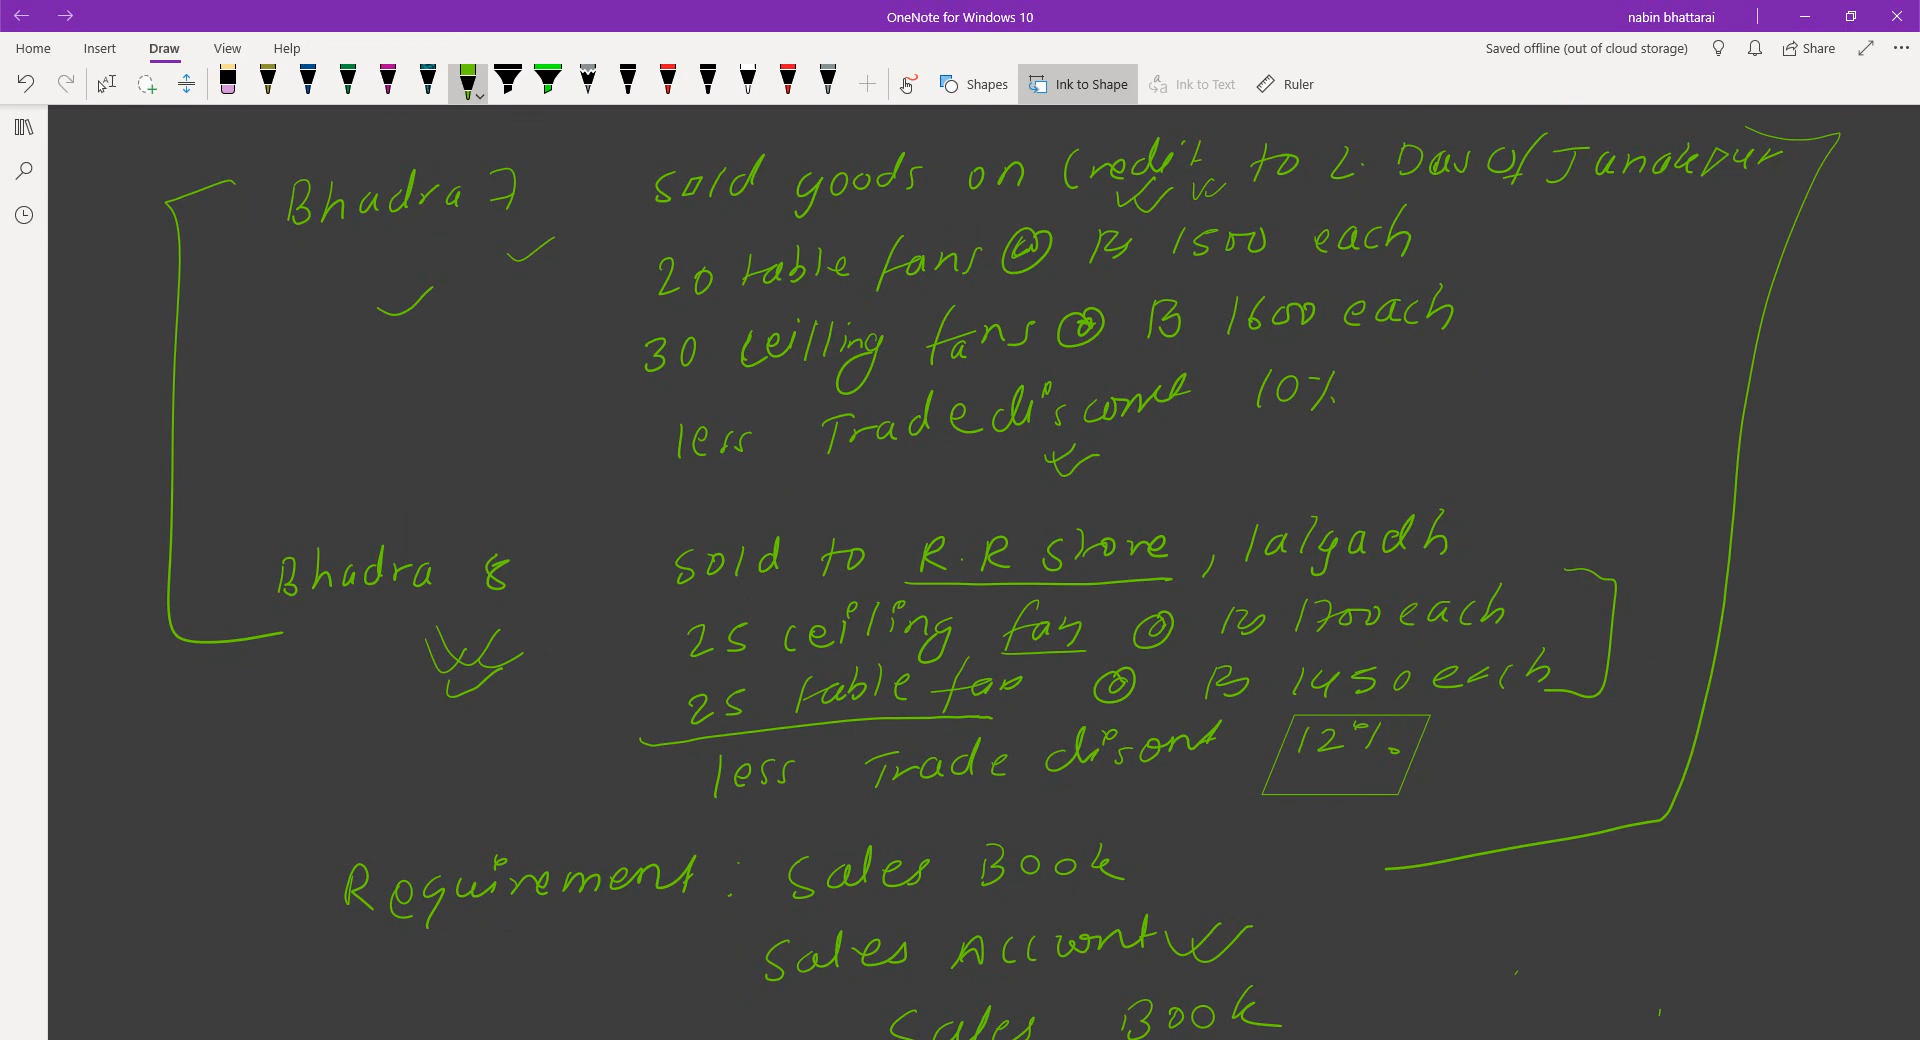 OneNote for Windows 10
nabin bhattarai
Home Insert Draw View Help
Saved offline (out of cloud storage) Share
Shapes Ink to Shape Ink to Text Ruler
Bhadra 7 sold goods on Credit to L. Das Of Janakpur
20 table fans @ Rs 1500 each
30 Ceilling fans @ Rs 1600 each
less Trade discount 10%
Bhadra 8 sold to R.R Store, lalgadh
25 ceiling fan @ Rs 1700 each
25 table fan @ Rs 1450 each
less Trade disont 12%
Requirement : Sales Book
Sales Account
Sales Book